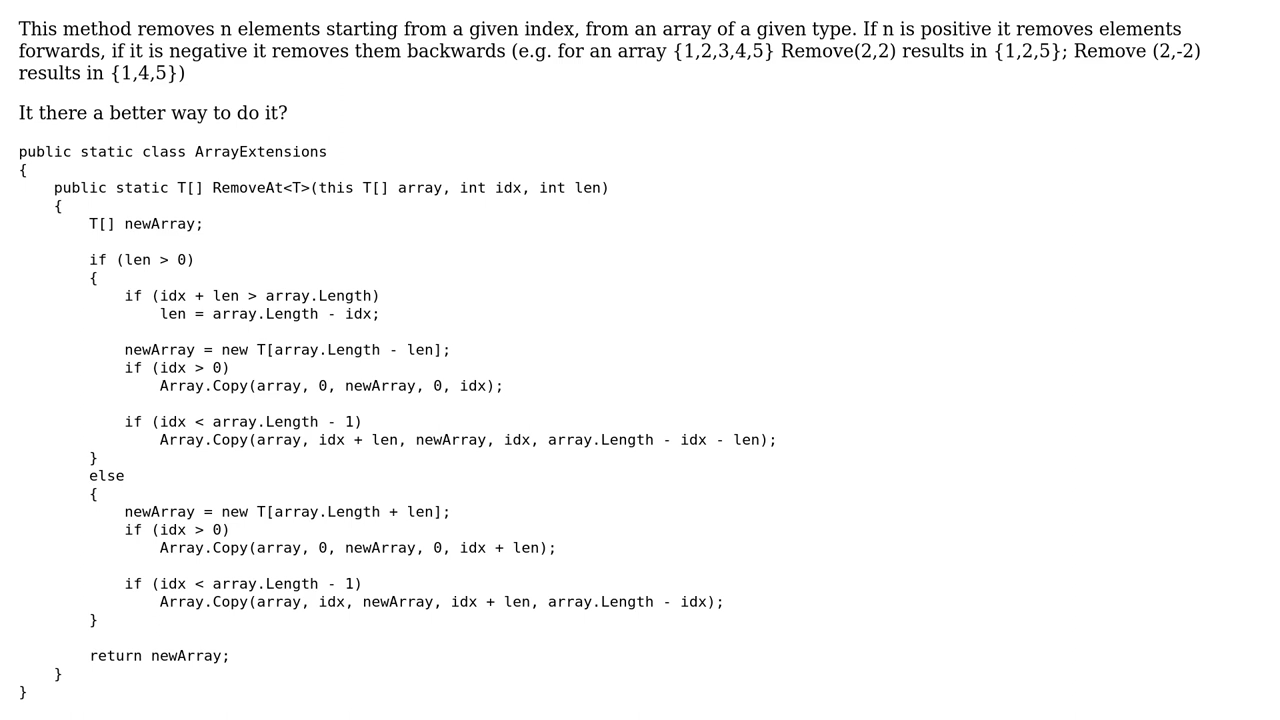 This method removes n elements starting from a given index, from an array of a given type. If n is positive it removes elements
forwards, if it is negative it removes them backwards (e.g. for an array {1,2,3,4,5} Remove(2,2) results in {1,2,5}; Remove (2,-2)
results in {1,4,5})

It there a better way to do it?

public static class ArrayExtensions
{
    public static T[] RemoveAt<T>(this T[] array, int idx, int len)
    {
        T[] newArray;

        if (len > 0)
        {
            if (idx + len > array.Length)
                len = array.Length - idx;

            newArray = new T[array.Length - len];
            if (idx > 0)
                Array.Copy(array, 0, newArray, 0, idx);

            if (idx < array.Length - 1)
                Array.Copy(array, idx + len, newArray, idx, array.Length - idx - len);
        }
        else
        {
            newArray = new T[array.Length + len];
            if (idx > 0)
                Array.Copy(array, 0, newArray, 0, idx + len);

            if (idx < array.Length - 1)
                Array.Copy(array, idx, newArray, idx + len, array.Length - idx);
        }

        return newArray;
    }
}